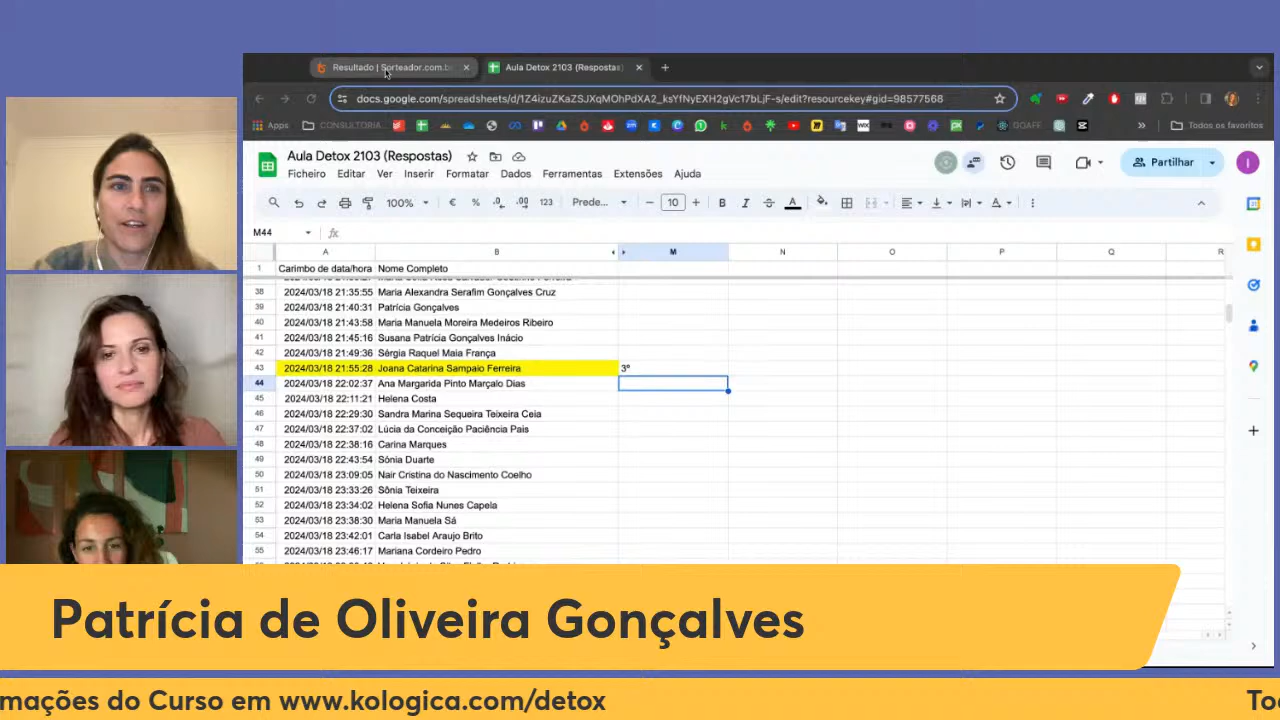 Resultado | Sorteador.com.b
Aula Detox 2103 (Respostas)
docs.google.com/spreadsheets/d/1Z4izuZKaZSJXqMOhPdXA2_ksYfNyEXH2gVc17bLjF-s/edit?resourcekey#gid=98577568
Apps
CONSULTORIA
GOAFF
Todos os favoritos
Aula Detox 2103 (Respostas)
Ficheiro Editar Ver Inserir Formatar Dados Ferramentas Extensões Ajuda
Partilhar
100% € % .0 .00 123 Prede... 10 B I
M44 fx
A B M N O P Q R
1 Carimbo de data/hora Nome Completo
38 2024/03/18 21:35:55 Maria Alexandra Serafim Gonçalves Cruz
39 2024/03/18 21:40:31 Patrícia Gonçalves
40 2024/03/18 21:43:58 Maria Manuela Moreira Medeiros Ribeiro
41 2024/03/18 21:45:16 Susana Patrícia Gonçalves Inácio
42 2024/03/18 21:49:36 Sérgia Raquel Maia França
43 2024/03/18 21:55:28 Joana Catarina Sampaio Ferreira 3º
44 2024/03/18 22:02:37 Ana Margarida Pinto Marçalo Dias
45 2024/03/18 22:11:21 Helena Costa
46 2024/03/18 22:29:30 Sandra Marina Sequeira Teixeira Ceia
47 2024/03/18 22:37:02 Lúcia da Conceição Paciência Pais
48 2024/03/18 22:38:16 Carina Marques
49 2024/03/18 22:43:54 Sónia Duarte
50 2024/03/18 23:09:05 Nair Cristina do Nascimento Coelho
51 2024/03/18 23:33:26 Sônia Teixeira
52 2024/03/18 23:34:02 Helena Sofia Nunes Capela
53 2024/03/18 23:38:30 Maria Manuela Sá
54 2024/03/18 23:42:01 Carla Isabel Araujo Brito
55 2024/03/18 23:46:17 Mariana Cordeiro Pedro
Patrícia de Oliveira Gonçalves
mações do Curso em www.kologica.com/detox To